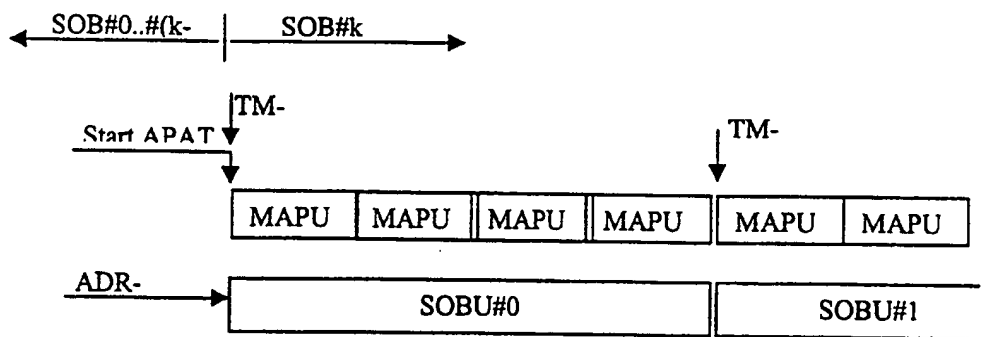 SOB#0..#(k- SOB#k
TM-
Start APAT
TM-
MAPU MAPU MAPU MAPU MAPU MAPU
ADR-
SOBU#0 SOBU#1